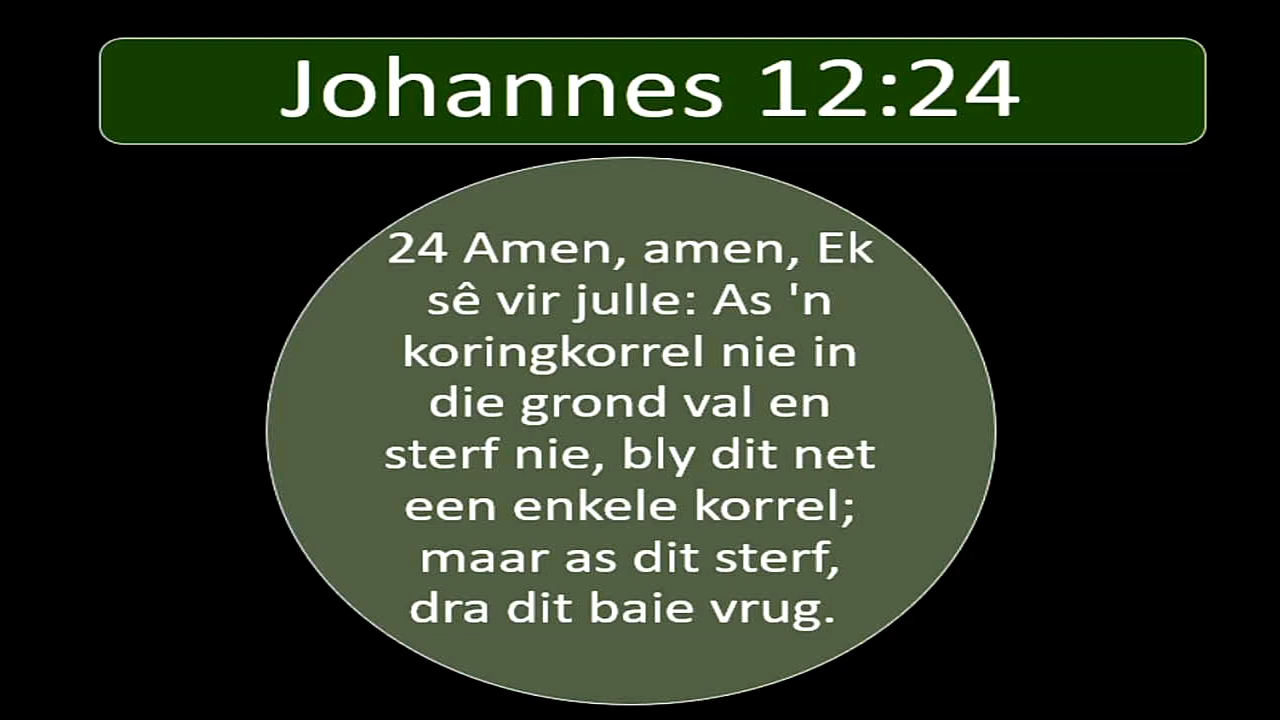 Johannes 12:24
24 Amen, amen, Ek
sê vir julle: As 'n
koringkorrel nie in
die grond val en
sterf nie, bly dit net
een enkele korrel;
maar as dit sterf,
dra dit baie vrug.